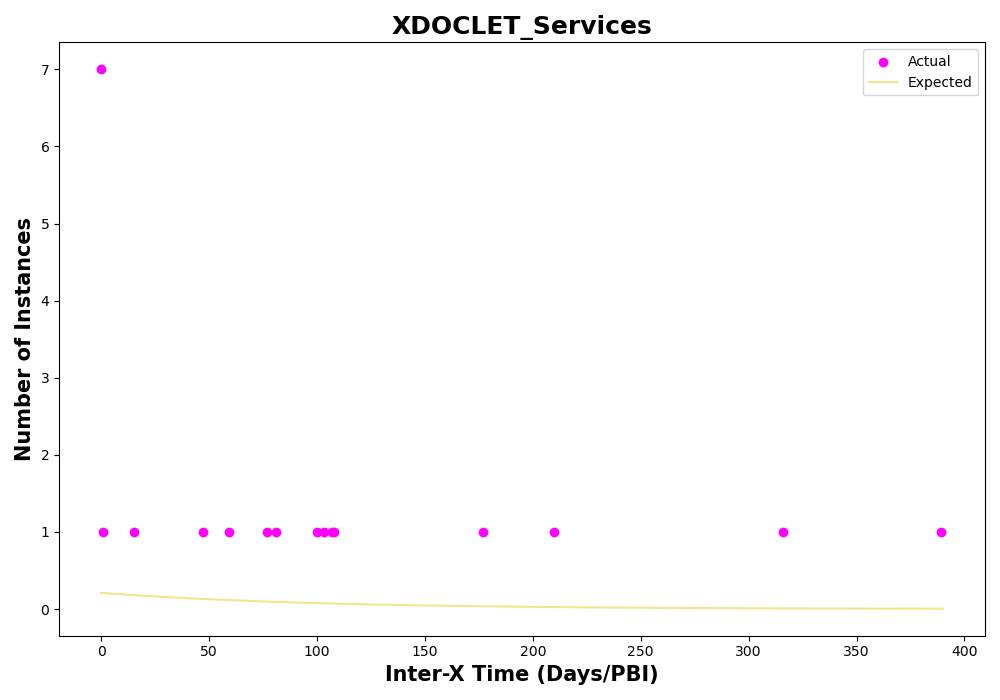 XDOCLET_Services
Actual
Expected
Number of Instances
7
6
5
4
3
2
1
0
0 50 100 150 200 250 300 350 400
Inter-X Time (Days/PBI)